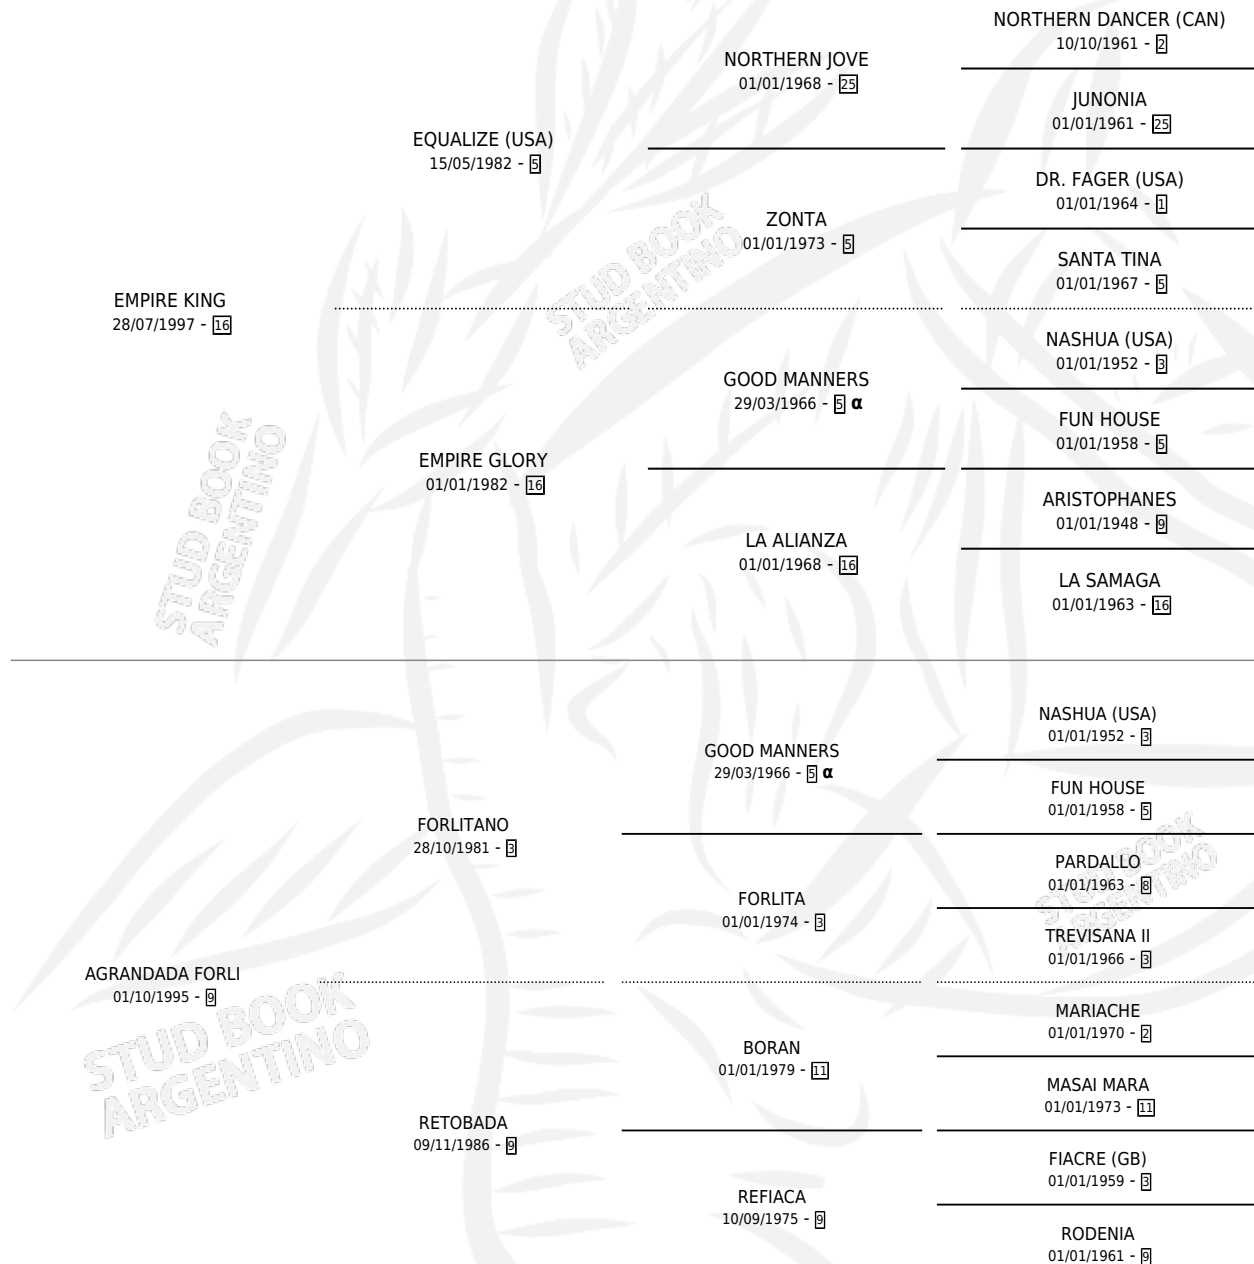 NORTHERN DANCER (CAN)
10/10/1961 - 2
NORTHERN JOVE
01/01/1968 - 25
JUNONIA
01/01/1961 - 25
EQUALIZE (USA)
15/05/1982 - 5
DR. FAGER (USA)
01/01/1964 - 1
ZONTA
01/01/1973 - 5
SANTA TINA
01/01/1967 - 5
STUD BOOK
ARGENTINO
EMPIRE KING
28/07/1997 - 16
NASHUA (USA)
01/01/1952 - 3
GOOD MANNERS
29/03/1966 - 5 α
FUN HOUSE
01/01/1958 - 5
EMPIRE GLORY
01/01/1982 - 16
ARISTOPHANES
01/01/1948 - 9
LA ALIANZA
01/01/1968 - 16
LA SAMAGA
01/01/1963 - 16
STUD BOOK
ARGENTINO
NASHUA (USA)
01/01/1952 - 3
GOOD MANNERS
29/03/1966 - 5 α
FUN HOUSE
01/01/1958 - 5
FORLITANO
28/10/1981 - 3
PARDALLO
01/01/1963 - 8
FORLITA
01/01/1974 - 3
STUD BOOK
ARGENTINO
TREVISANA II
01/01/1966 - 3
AGRANDADA FORLI
01/10/1995 - 9
MARIACHE
01/01/1970 - 2
BORAN
01/01/1979 - 11
STUD BOOK
ARGENTINO
MASAI MARA
01/01/1973 - 11
RETOBADA
09/11/1986 - 9
FIACRE (GB)
01/01/1959 - 3
REFIACA
10/09/1975 - 9
RODENIA
01/01/1961 - 9